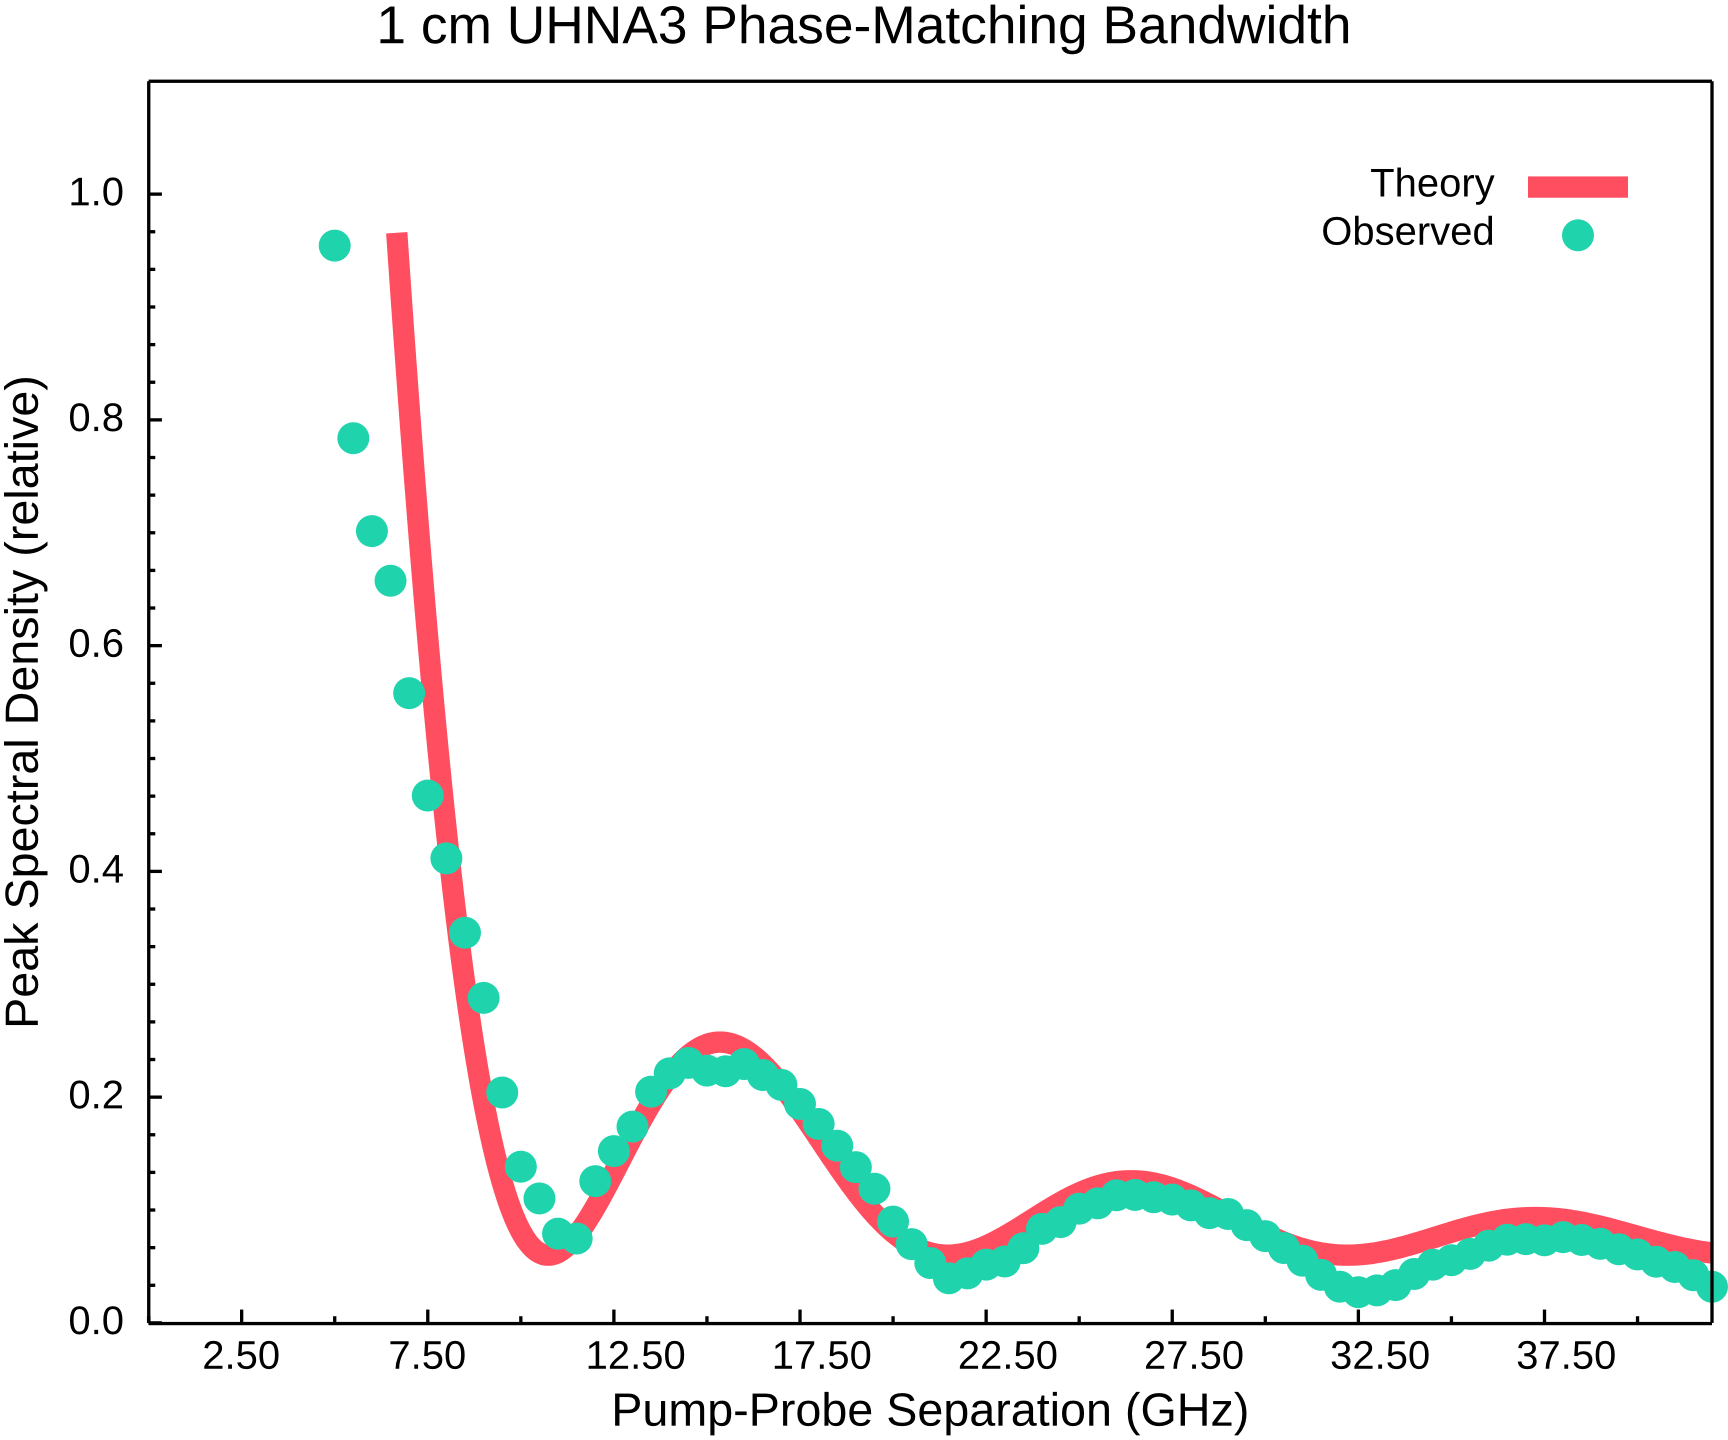 1 cm UHNA3 Phase-Matching Bandwidth
Theory
Observed
Peak Spectral Density (relative)
1.0
0.8
0.6
0.4
0.2
0.0
2.50 7.50 12.50 17.50 22.50 27.50 32.50 37.50
Pump-Probe Separation (GHz)